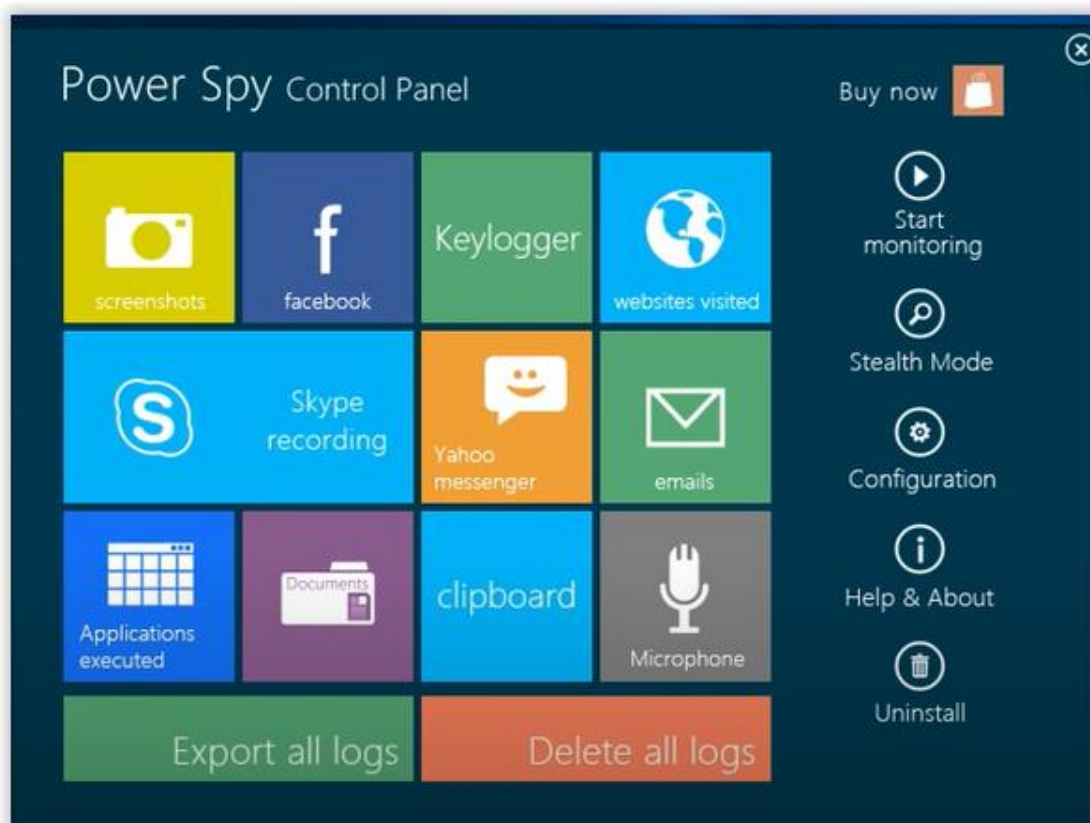 Power Spy Control Panel
Buy now
screenshots
facebook
Keylogger
websites visited
Start
monitoring
Skype
recording
Yahoo
messenger
emails
Stealth Mode
Configuration
Applications
executed
Documents
clipboard
Microphone
Help & About
Uninstall
Export all logs
Delete all logs